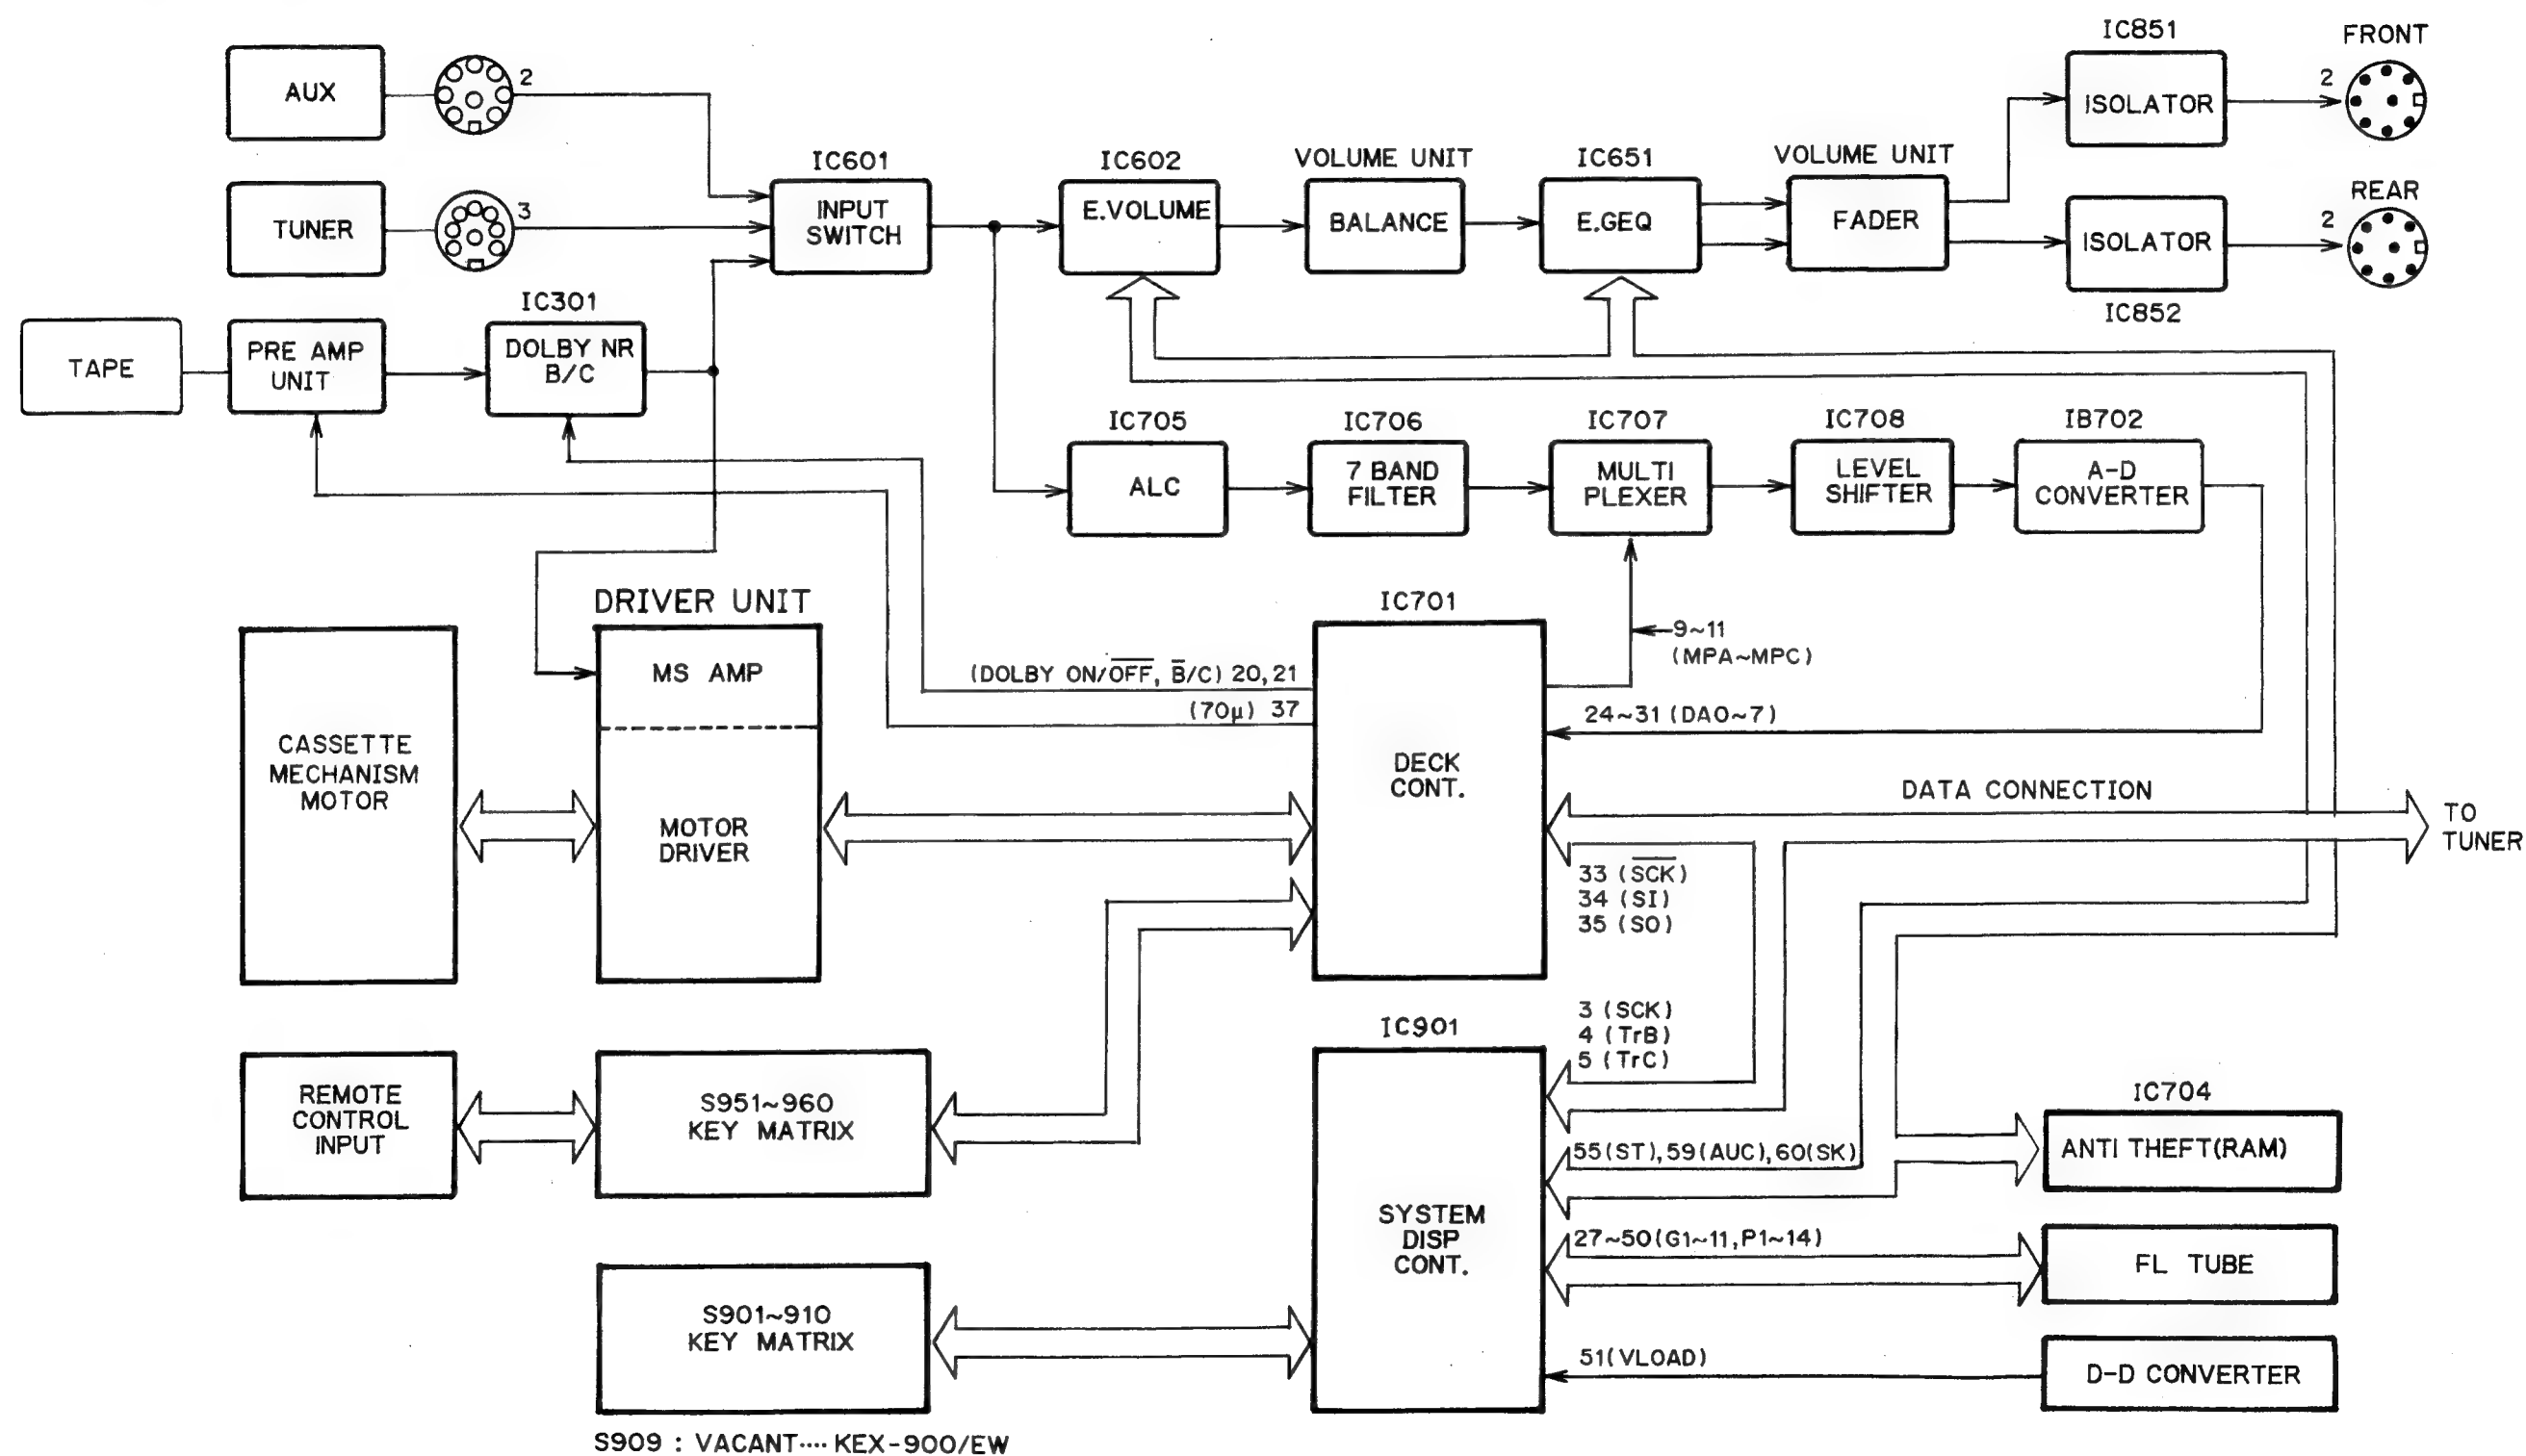 IC851
FRONT
AUX
2
ISOLATOR
2
IC601
IC602
VOLUME UNIT
IC651
VOLUME UNIT
REAR
TUNER
3
INPUT
SWITCH
E.VOLUME
BALANCE
E.GEQ
FADER
ISOLATOR
2
IC852
IC301
TAPE
PRE AMP
UNIT
DOLBY NR
B/C
IC705
IC706
IC707
IC708
IB702
ALC
7 BAND
FILTER
MULTI
PLEXER
LEVEL
SHIFTER
A-D
CONVERTER
DRIVER UNIT
IC701
9~11
(MPA~MPC)
MS AMP
(DOLBY ON/O̅F̅F̅, B̅/C) 20,21
(70μ) 37
24~31 (DA0~7)
CASSETTE
MECHANISM
MOTOR
DECK
CONT.
DATA CONNECTION
MOTOR
DRIVER
TO
TUNER
33 (S̅C̅K̅)
34 (SI)
35 (SO)
3 (SCK)
4 (TrB)
5 (TrC)
IC901
REMOTE
CONTROL
INPUT
S951~960
KEY MATRIX
IC704
55(ST),59(AUC),60(SK)
ANTI THEFT(RAM)
SYSTEM
DISP
CONT.
27~50(G1~11,P1~14)
FL TUBE
S901~910
KEY MATRIX
51(VLOAD)
D-D CONVERTER
S909 : VACANT···· KEX-900/EW